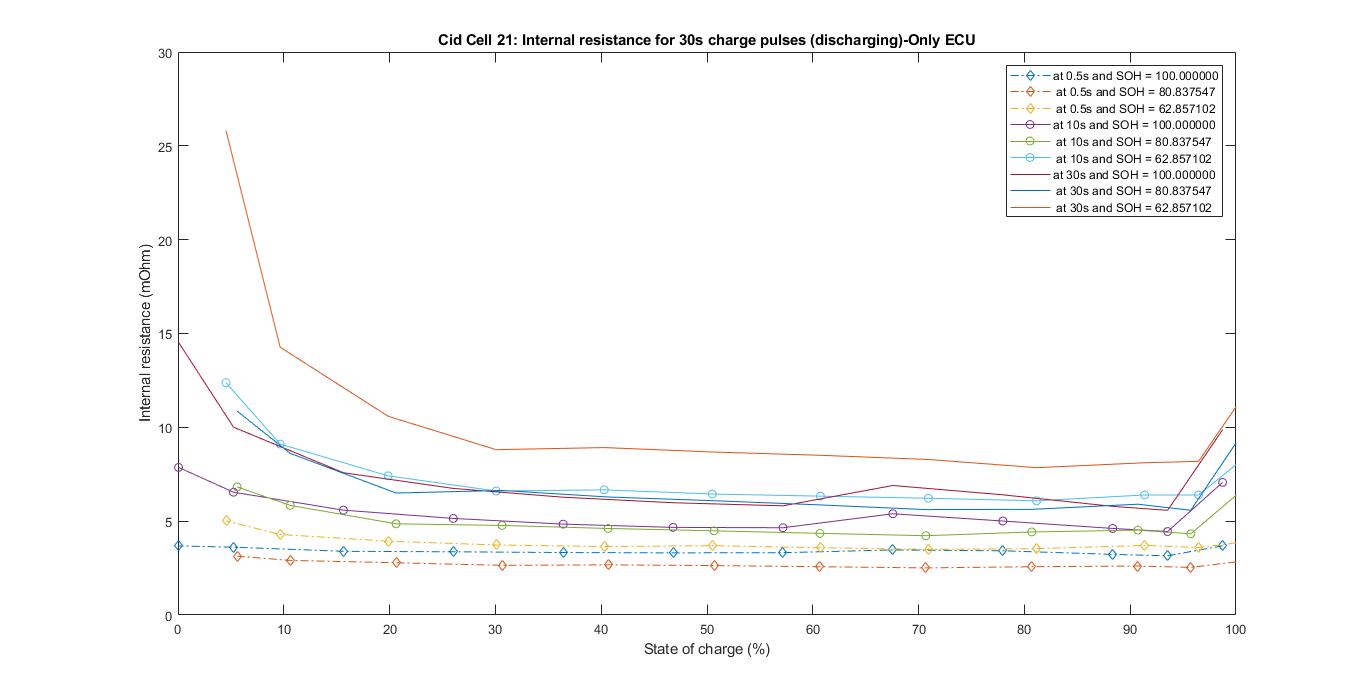 Cid Cell 21: Internal resistance for 30s charge pulses (discharging)-Only ECU
30
25
20
15
10
5
0
Internal resistance (mOhm)
at 0.5s and SOH = 100.000000
at 0.5s and SOH = 80.837547
at 0.5s and SOH = 62.857102
at 10s and SOH = 100.000000
at 10s and SOH = 80.837547
at 10s and SOH = 62.857102
at 30s and SOH = 100.000000
at 30s and SOH = 80.837547
at 30s and SOH = 62.857102
0 10 20 30 40 50 60 70 80 90 100
State of charge (%)